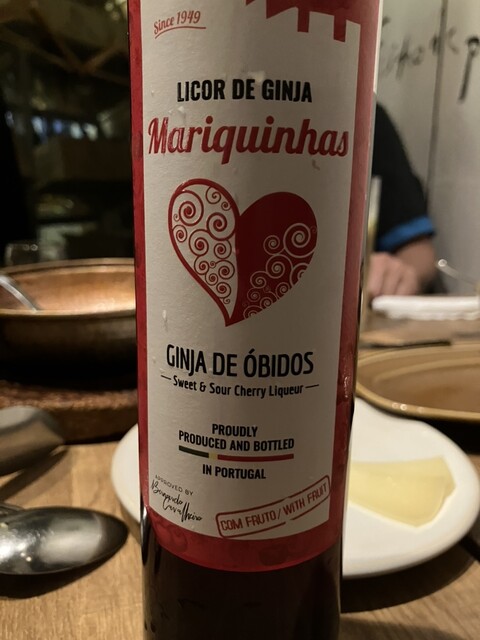 Since 1949
LICOR DE GINJA
Mariquinhas
GINJA DE ÓBIDOS
Sweet & Sour Cherry Liqueur
PROUDLY
PRODUCED AND BOTTLED
IN PORTUGAL
APPROVED BY
COM FRUTO / WITH FRUIT